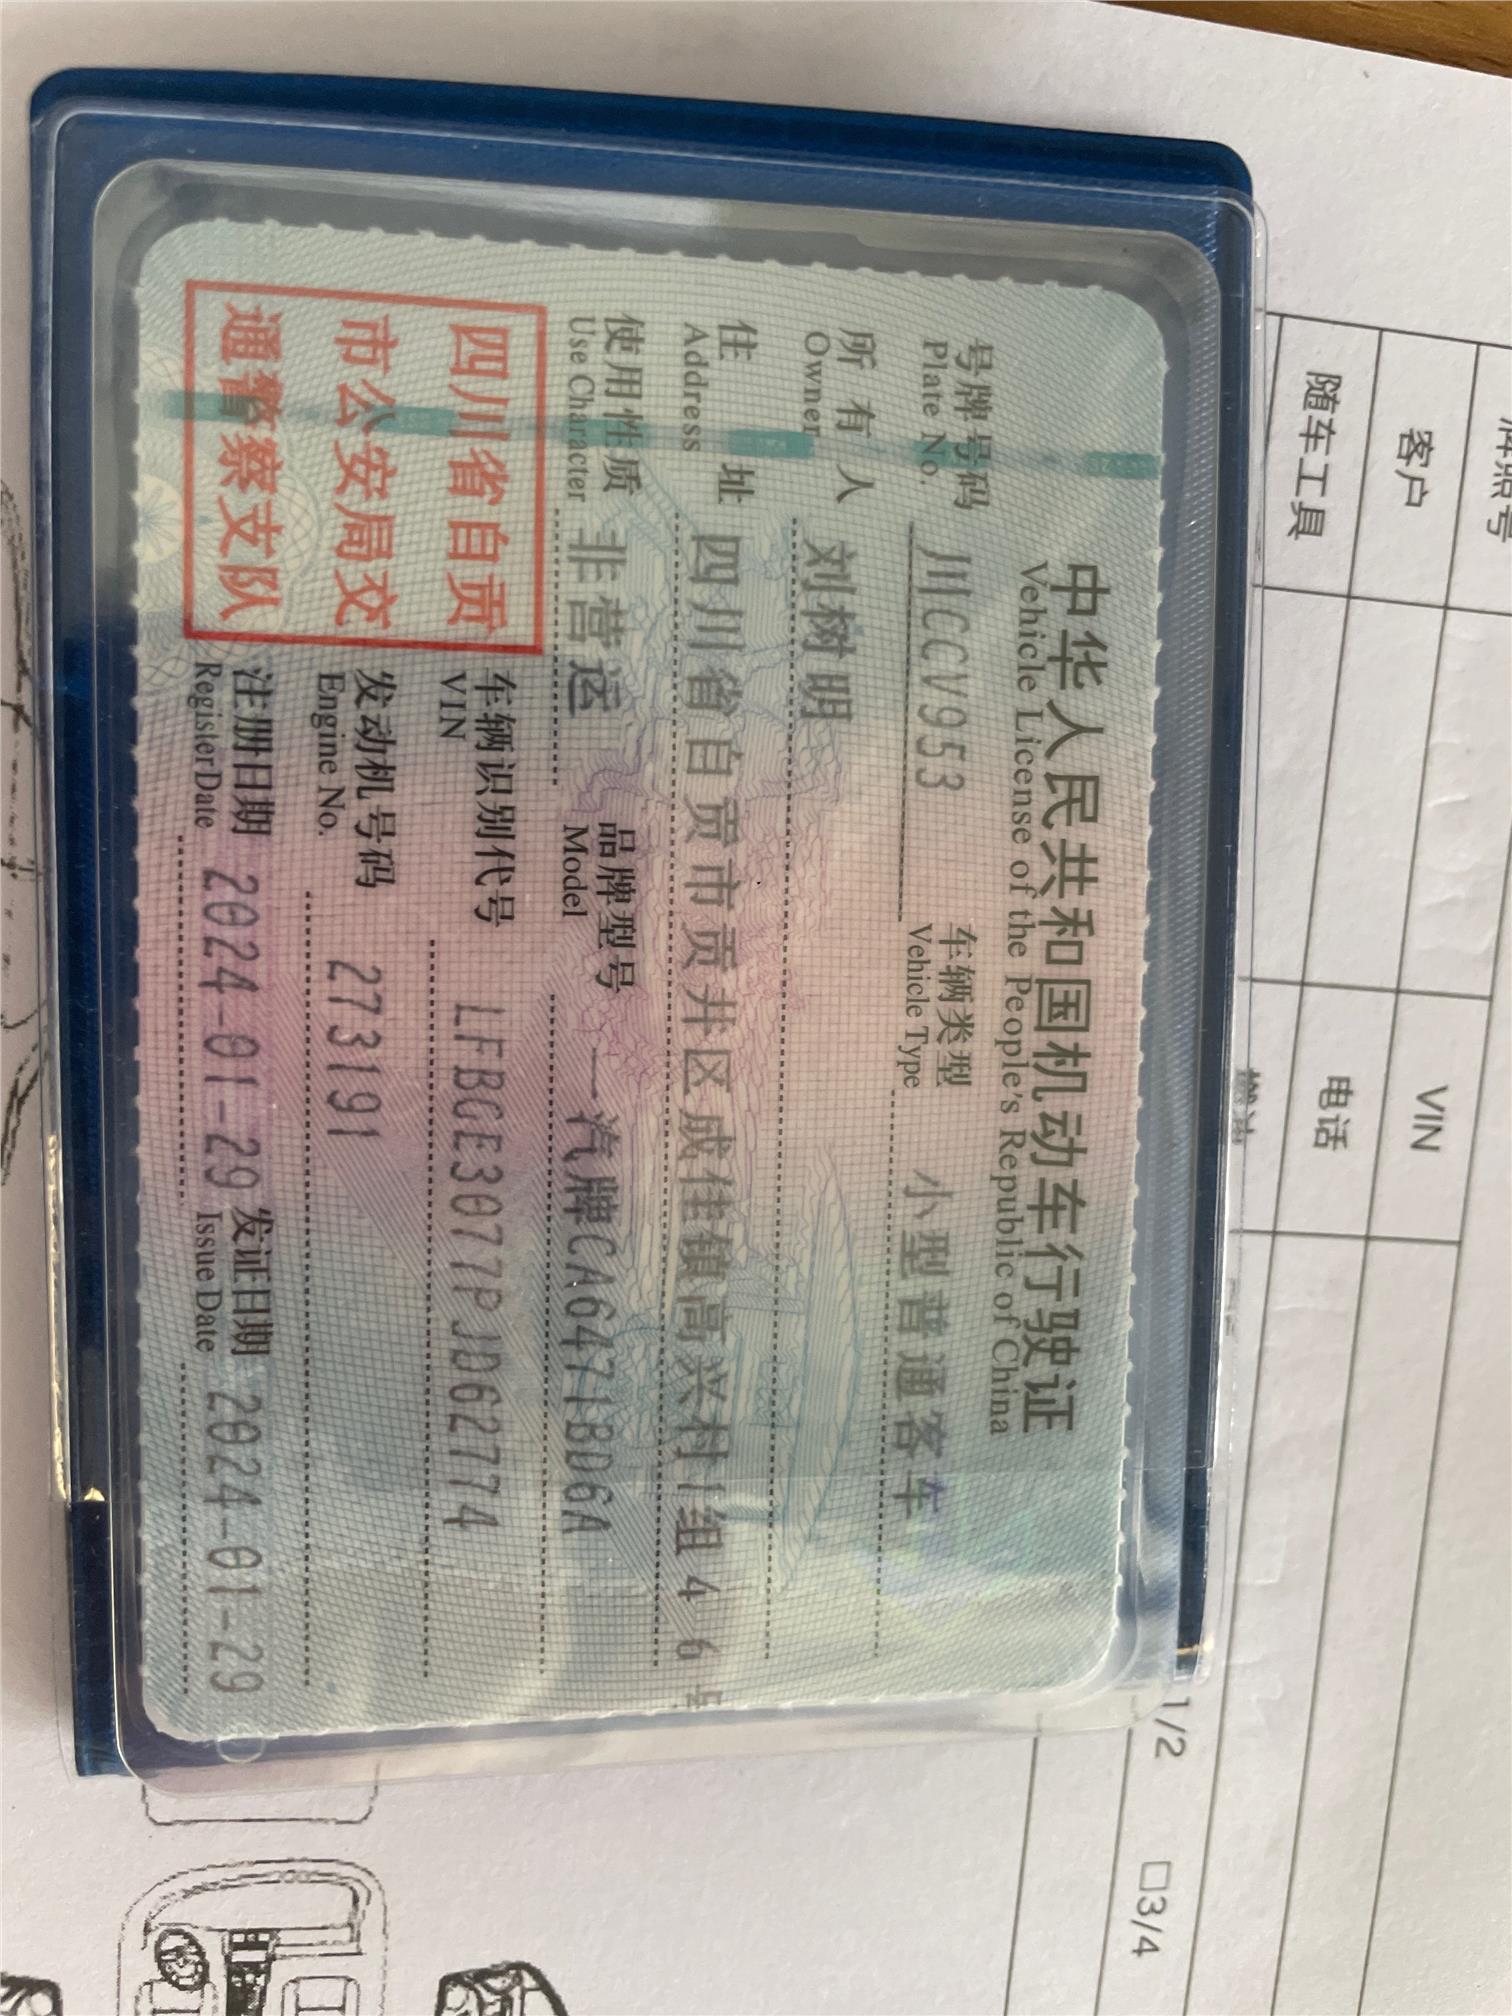 中华人民共和国机动车行驶证
Vehicle License of the People's Republic of China
号牌号码 川CCV953 车辆类型 小型普通客车
Plate No. Vehicle Type
所有人 刘树明
Owner
住址 四川省自贡市贡井区成佳镇高兴村1组46号
Address
使用性质 非营运 品牌型号 一汽牌CA6471BD6A
Use Character Model
四川省自贡
市公安局交
通警察支队
车辆识别代号 LFBGE3077PJD62774
VIN
发动机号码 273191
Engine No.
注册日期 2024-01-29 发证日期 2024-01-29
Register Date Issue Date
牌照号
客户 VIN
随车工具 电话
1/2 □3/4